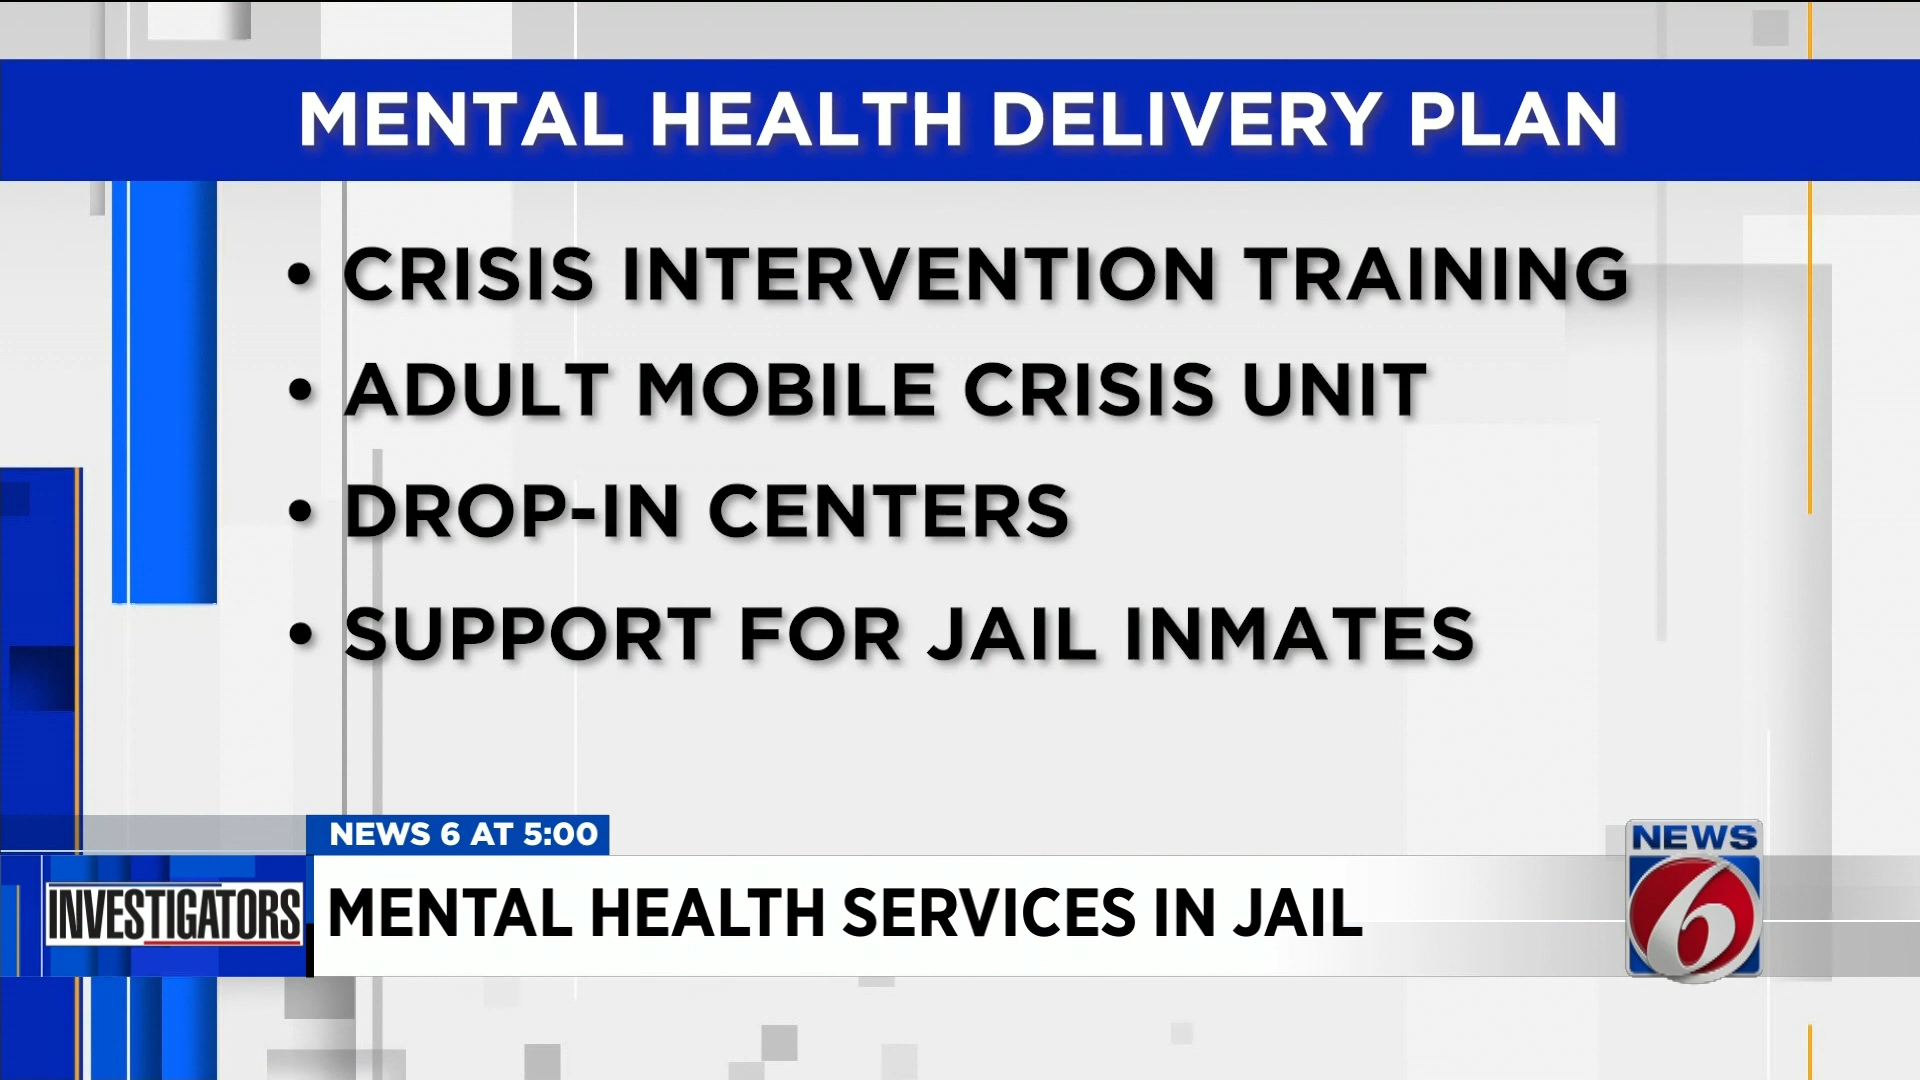 MENTAL HEALTH DELIVERY PLAN
• CRISIS INTERVENTION TRAINING
• ADULT MOBILE CRISIS UNIT
• DROP-IN CENTERS
• SUPPORT FOR JAIL INMATES
NEWS 6 AT 5:00
INVESTIGATORS
MENTAL HEALTH SERVICES IN JAIL
NEWS
6